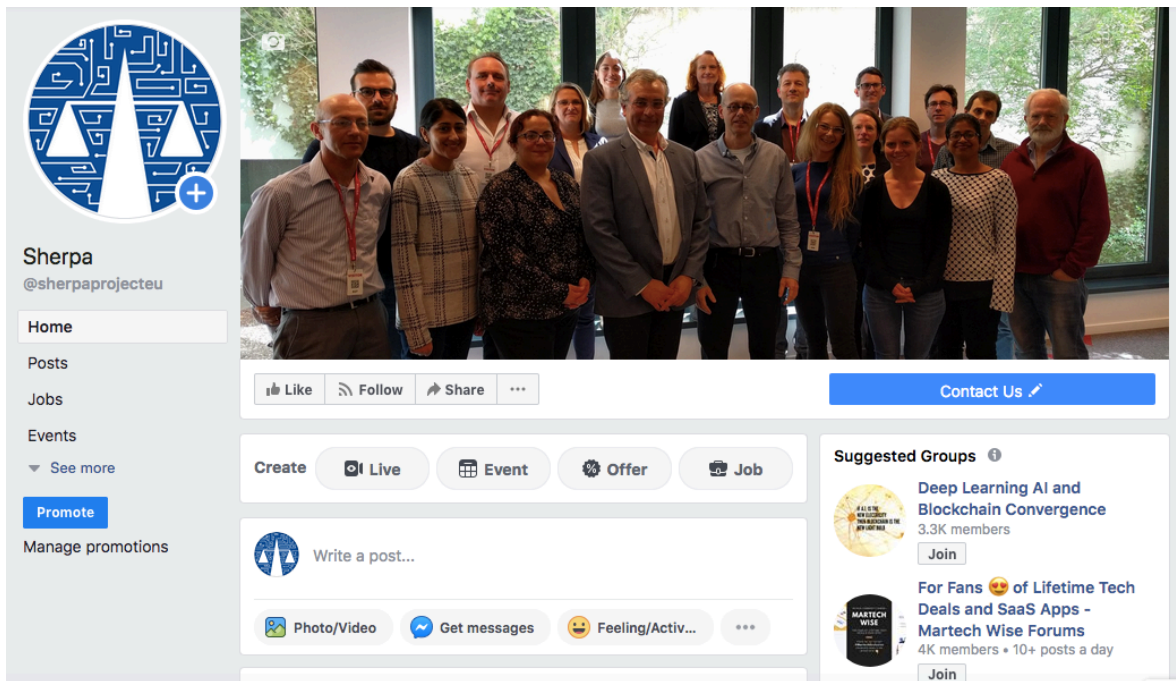 Sherpa
@sherpaprojecteu
Home
Posts
Jobs
Events
See more
Promote
Manage promotions
Like
Follow
Share
Contact Us
Create
Live
Event
Offer
Job
Write a post...
Photo/Video
Get messages
Feeling/Activ...
Suggested Groups
Deep Learning AI and
Blockchain Convergence
3.3K members
Join
For Fans 😍 of Lifetime Tech
Deals and SaaS Apps -
Martech Wise Forums
4K members • 10+ posts a day
Join
MARTECH
WISE